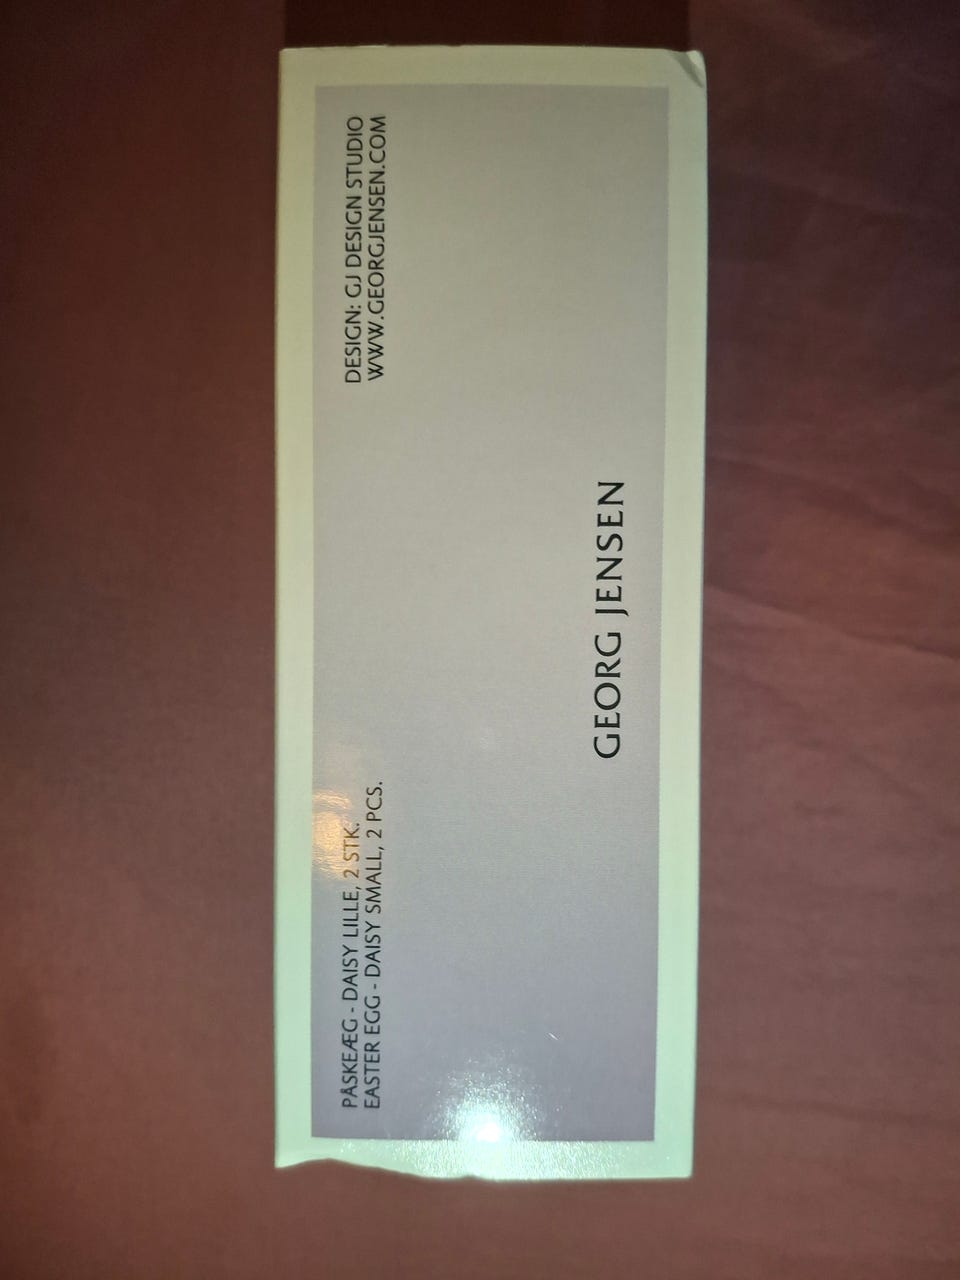 PÅSKEÆG - DAISY LILLE, 2 STK.
EASTER EGG - DAISY SMALL, 2 PCS.
DESIGN: GJ DESIGN STUDIO
WWW.GEORGJENSEN.COM
GEORG JENSEN